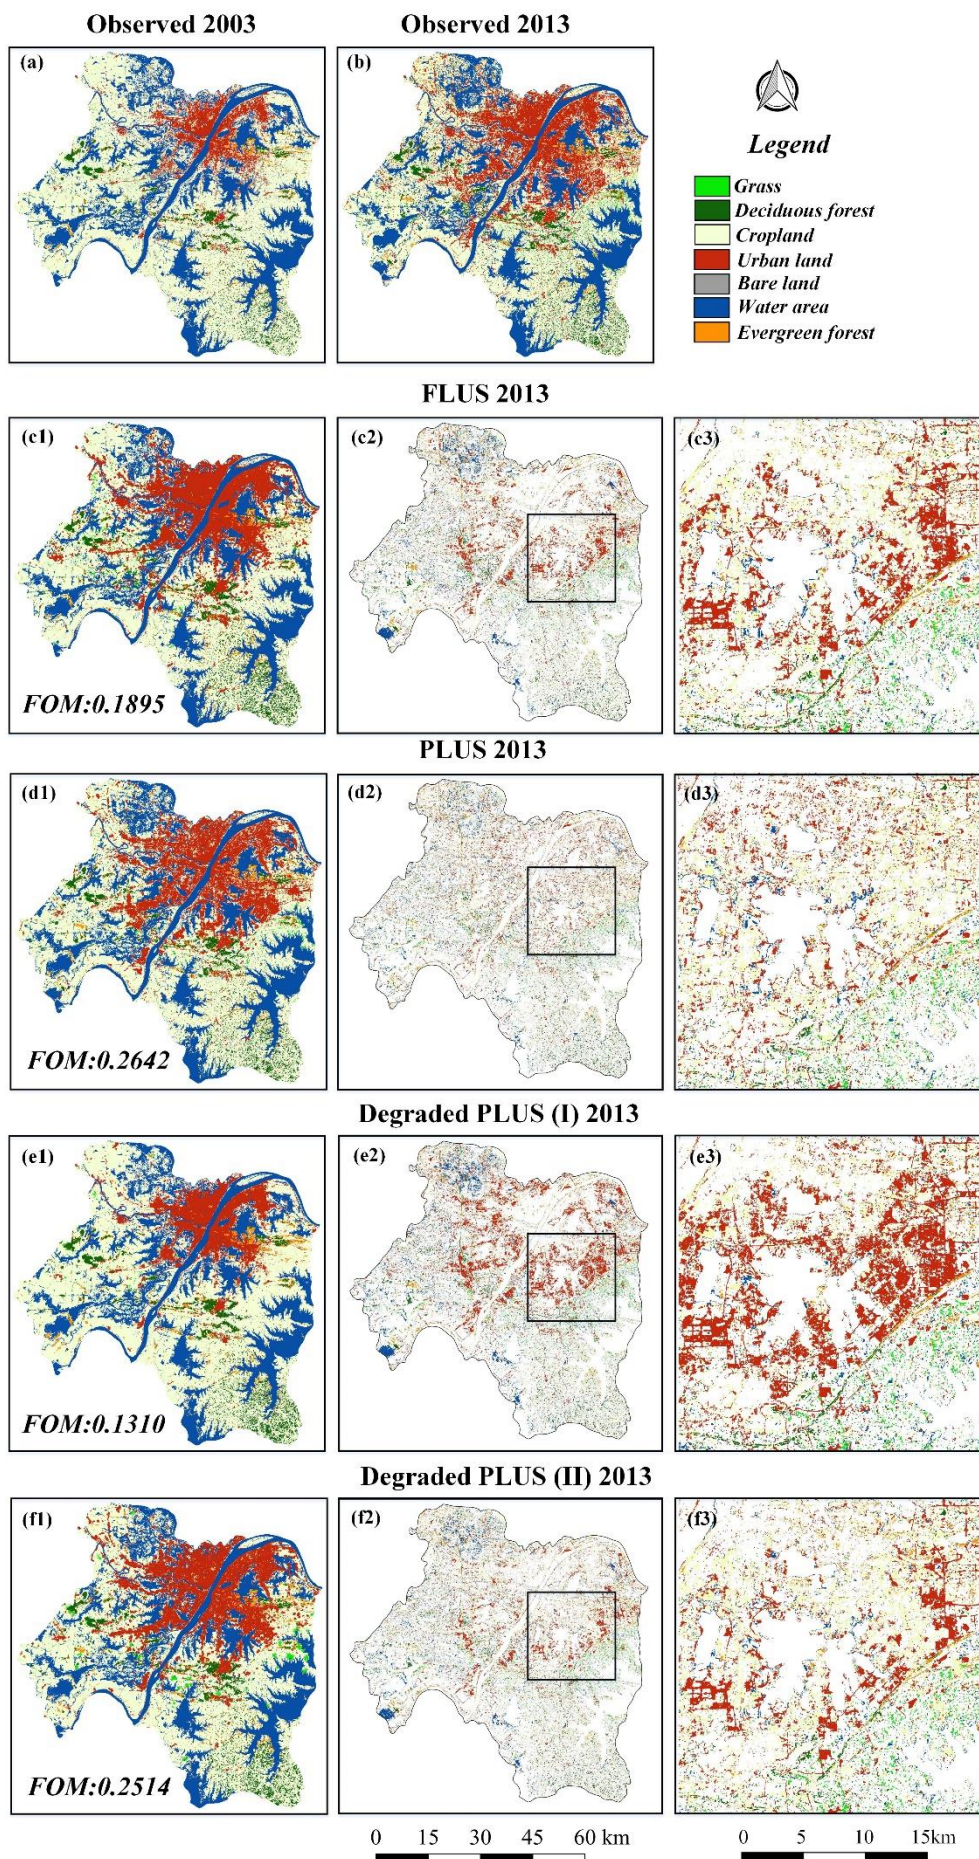 Observed 2003
Observed 2013
(a)
(b)
Legend
Grass
Deciduous forest
Cropland
Urban land
Bare land
Water area
Evergreen forest
FLUS 2013
(c1)
(c2)
(c3)
FOM:0.1895
PLUS 2013
(d1)
(d2)
(d3)
FOM:0.2642
Degraded PLUS (I) 2013
(e1)
(e2)
(e3)
FOM:0.1310
Degraded PLUS (II) 2013
(f1)
(f2)
(f3)
FOM:0.2514
0 15 30 45 60 km
0 5 10 15km